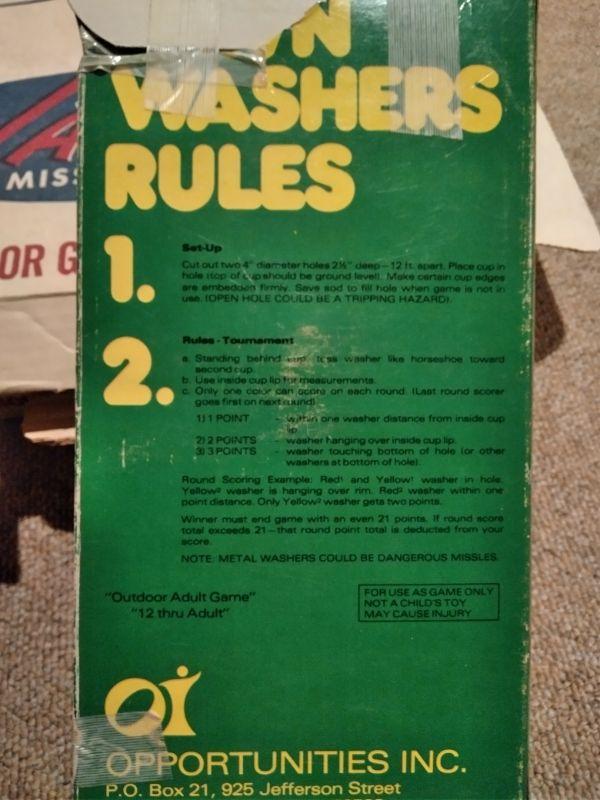 WN
WASHERS
RULES
MISS
OR G
1.
Set-Up
Cut out two 4" diameter holes 2½" deep—12 ft. apart. Place cup in
hole (top of cup should be ground level). Make certain cup edges
are embedded firmly. Save sod to fill hole when game is not in
use. (OPEN HOLE COULD BE A TRIPPING HAZARD).
2.
Rules - Tournament
a. Standing behind cup, toss washer like horseshoe toward
second cup.
b. Use inside cup lip for measurements.
c. Only one color can score on each round. (Last round scorer
goes first on next round)
1) 1 POINT - within one washer distance from inside cup
lip
2) 2 POINTS - washer hanging over inside cup lip.
3) 3 POINTS - washer touching bottom of hole (or other
washers at bottom of hole).
Round Scoring Example: Red¹ and Yellow¹ washer in hole.
Yellow² washer is hanging over rim. Red² washer within one
point distance. Only Yellow² washer gets two points.
Winner must end game with an even 21 points. If round score
total exceeds 21—that round point total is deducted from your
score.
NOTE: METAL WASHERS COULD BE DANGEROUS MISSLES.
"Outdoor Adult Game"
"12 thru Adult"
FOR USE AS GAME ONLY
NOT A CHILD'S TOY
MAY CAUSE INJURY
OI
OPPORTUNITIES INC.
P.O. Box 21, 925 Jefferson Street